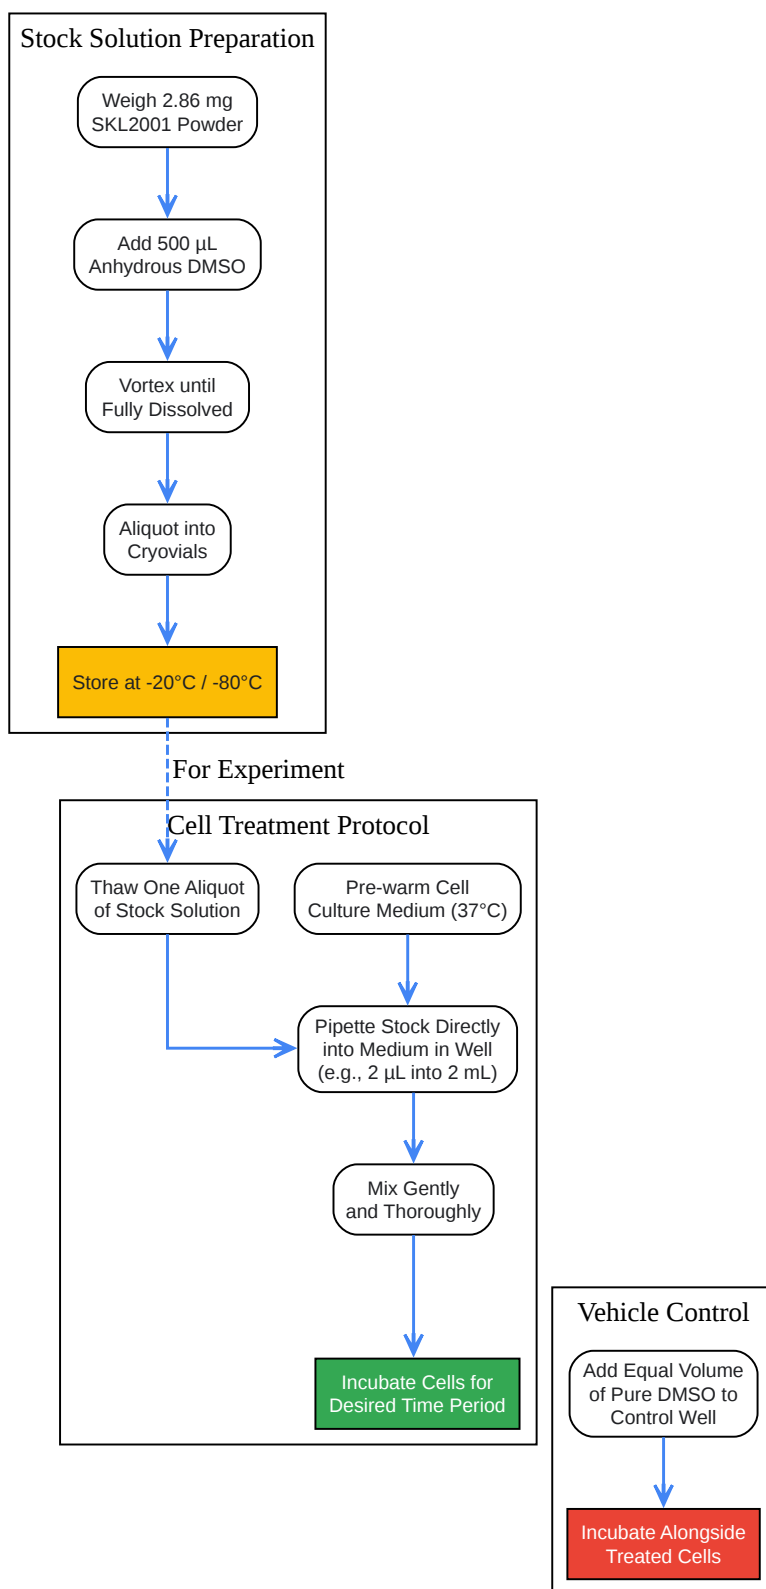 Stock Solution Preparation
Weigh 2.86 mg
SKL2001 Powder
Add 500 µL
Anhydrous DMSO
Vortex until
Fully Dissolved
Aliquot into
Cryovials
Store at -20°C / -80°C
For Experiment
Cell Treatment Protocol
Thaw One Aliquot
of Stock Solution
Pre-warm Cell
Culture Medium (37°C)
Pipette Stock Directly
into Medium in Well
(e.g., 2 µL into 2 mL)
Mix Gently
and Thoroughly
Incubate Cells for
Desired Time Period
Vehicle Control
Add Equal Volume
of Pure DMSO to
Control Well
Incubate Alongside
Treated Cells